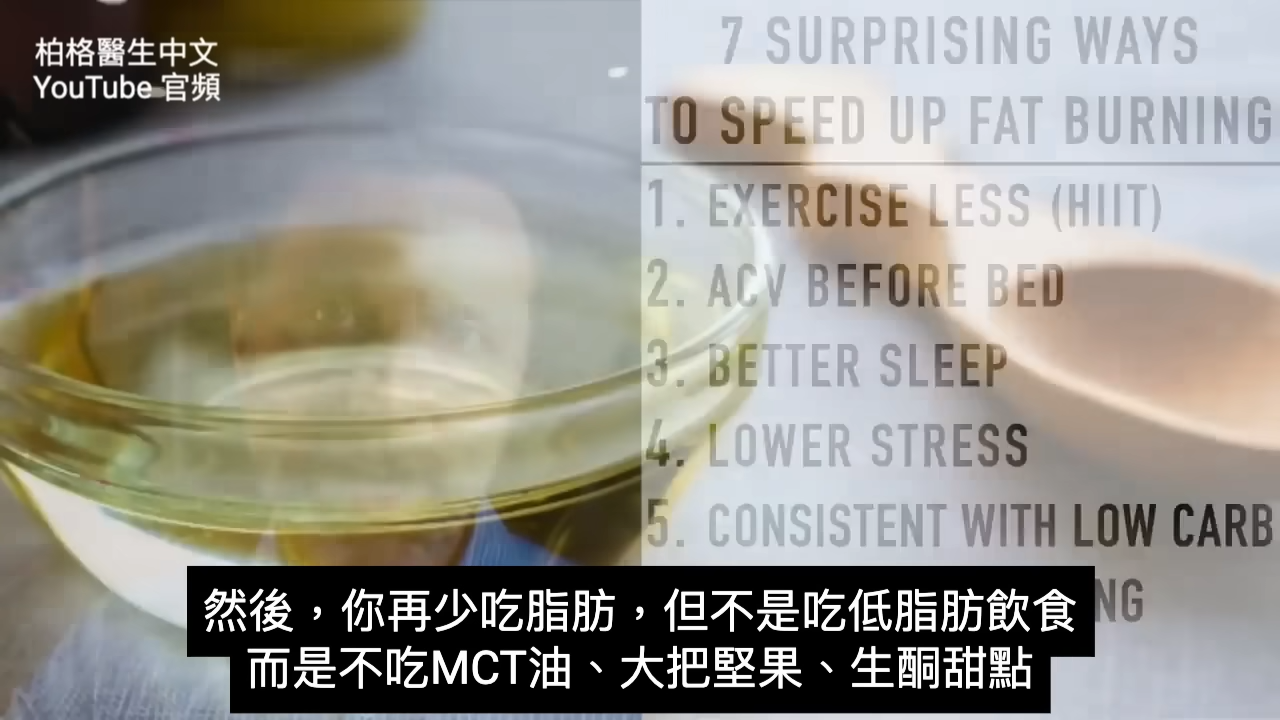 柏格醫生中文
YouTube 官頻
7 SURPRISING WAYS
TO SPEED UP FAT BURNING
1. EXERCISE LESS (HIIT)
2. ACV BEFORE BED
3. BETTER SLEEP
4. LOWER STRESS
5. CONSISTENT WITH LOW CARB
然後，你再少吃脂肪，但不是吃低脂肪飲食
而是不吃MCT油、大把堅果、生酮甜點